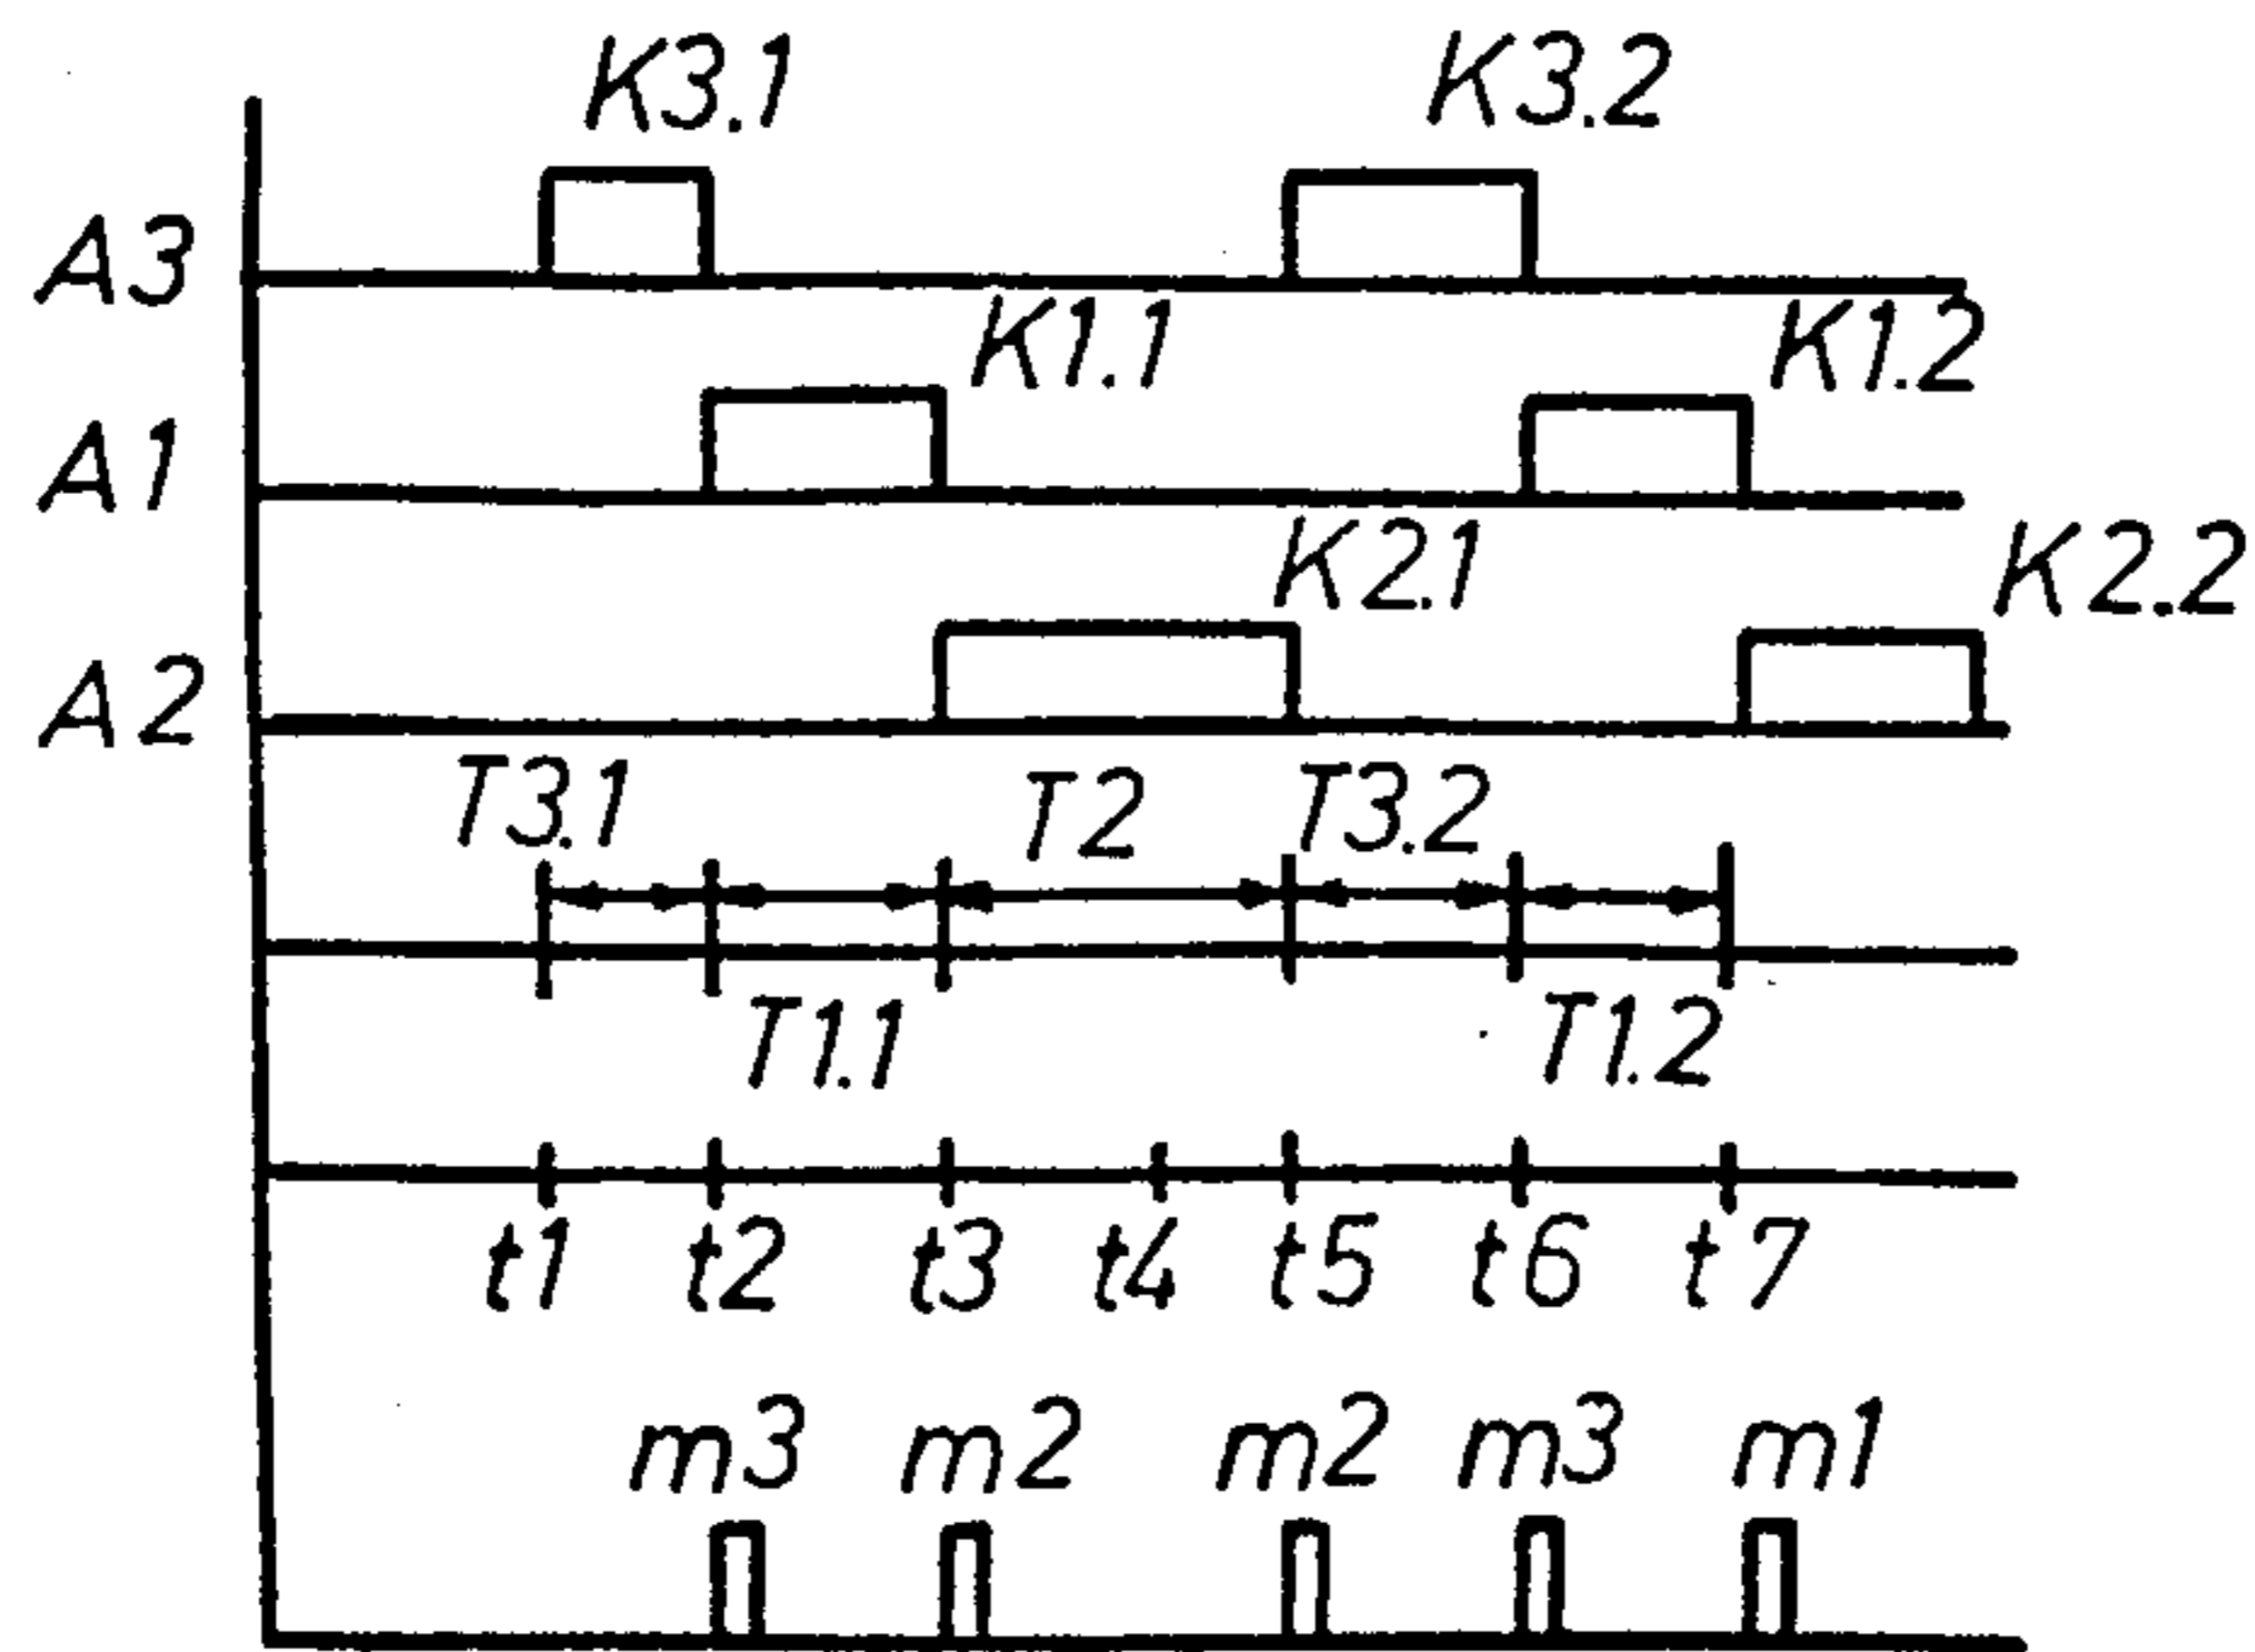 K3.1 K3.2
A3
K1.1 K1.2
A1
K2.1 K2.2
A2
T3.1 T2 T3.2
T1.1 T1.2
t1 t2 t3 t4 t5 t6 t7
m3 m2 m2 m3 m1